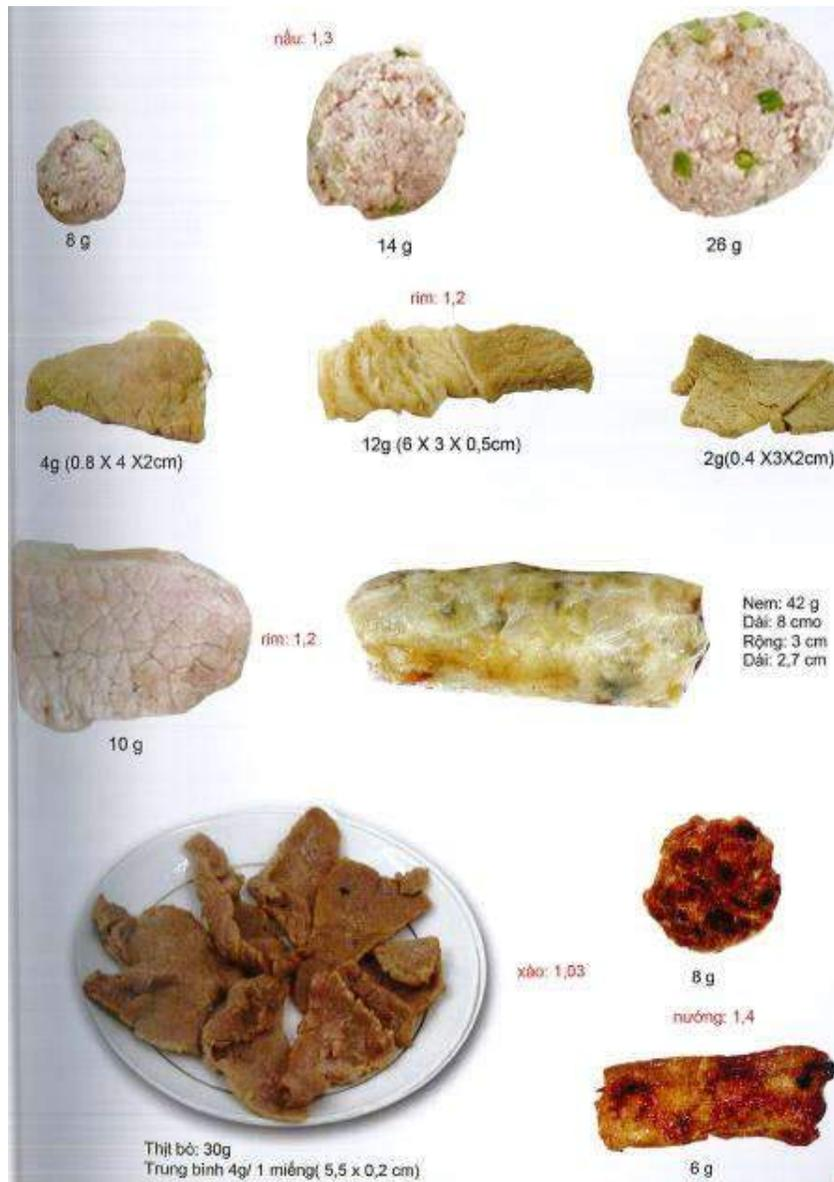 nấu: 1,3
8 g
14 g
26 g
rim: 1,2
4g (0.8 X 4 X2cm)
12g (6 X 3 X 0,5cm)
2g(0.4 X3X2cm)
rim: 1,2
10 g
Nem: 42 g
Dài: 8 cmo
Rộng: 3 cm
Dài: 2,7 cm
xào: 1,03
8 g
nướng: 1,4
6 g
Thịt bò: 30g
Trung bình 4g/ 1 miếng( 5,5 x 0,2 cm)